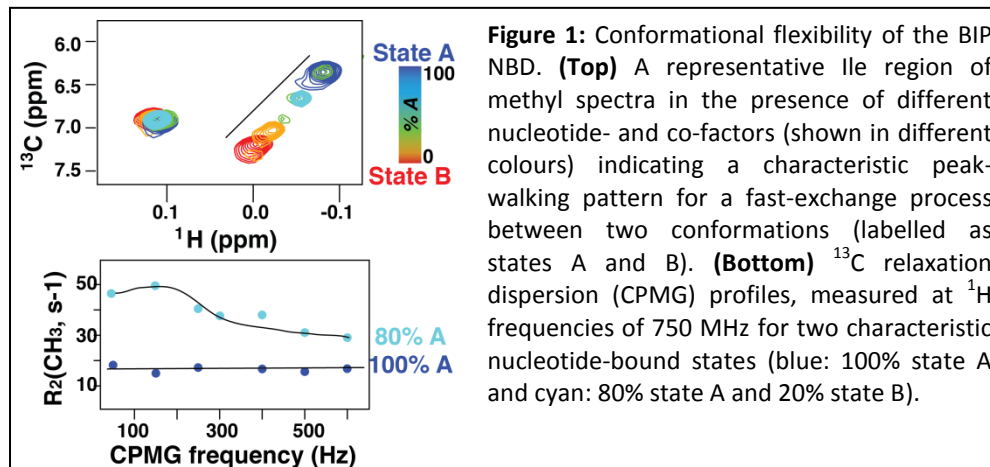 6.0
6.5
7.0
7.5
13C (ppm)
0.1
0.0
-0.1
1H (ppm)
State A
100
% A
0
State B
50
30
10
R2(CH3, s-1)
80% A
100% A
100
300
500
CPMG frequency (Hz)
Figure 1: Conformational flexibility of the BIP
NBD. (Top) A representative Ile region of
methyl spectra in the presence of different
nucleotide- and co-factors (shown in different
colours) indicating a characteristic peak-
walking pattern for a fast-exchange process
between two conformations (labelled as
states A and B). (Bottom) 13C relaxation
dispersion (CPMG) profiles, measured at 1H
frequencies of 750 MHz for two characteristic
nucleotide-bound states (blue: 100% state A
and cyan: 80% state A and 20% state B).